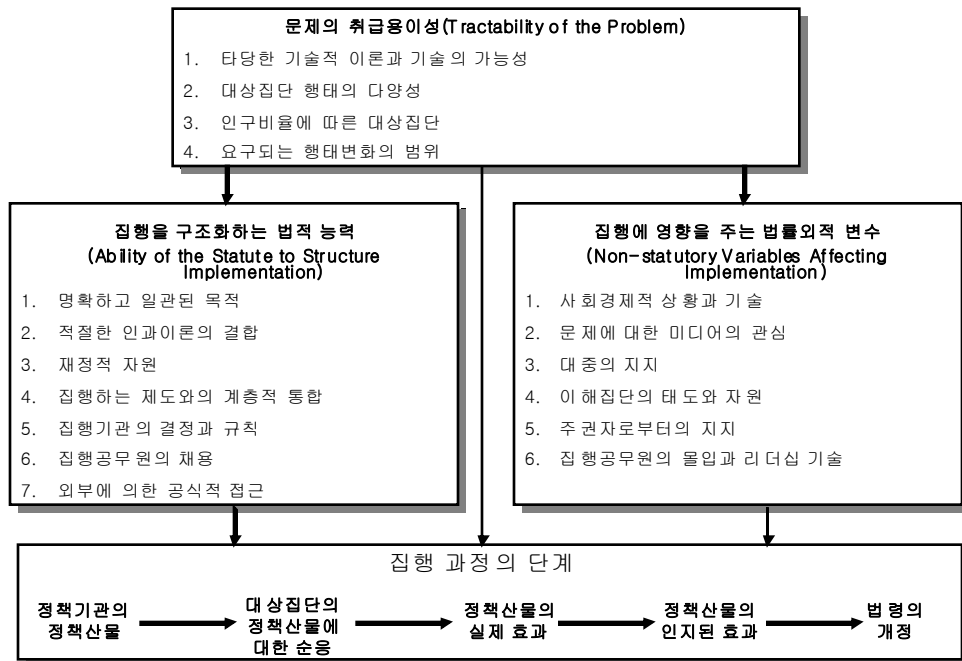 문제의 취급용이성(Tractability of the Problem)
1. 타당한 기술적 이론과 기술의 가능성
2. 대상집단 행태의 다양성
3. 인구비율에 따른 대상집단
4. 요구되는 행태변화의 범위
집행을 구조화하는 법적 능력
(Ability of the Statute to Structure
Implementation)
1. 명확하고 일관된 목적
2. 적절한 인과이론의 결합
3. 재정적 자원
4. 집행하는 제도와의 계층적 통합
5. 집행기관의 결정과 규칙
6. 집행공무원의 채용
7. 외부에 의한 공식적 접근
집행에 영향을 주는 법률외적 변수
(Non-statutory Variables Affecting
Implementation)
1. 사회경제적 상황과 기술
2. 문제에 대한 미디어의 관심
3. 대중의 지지
4. 이해집단의 태도와 자원
5. 주권자로부터의 지지
6. 집행공무원의 몰입과 리더십 기술
집행 과정의 단계
정책기관의
정책산물
대상집단의
정책산물에
대한 순응
정책산물의
실제 효과
정책산물의
인지된 효과
법령의
개정